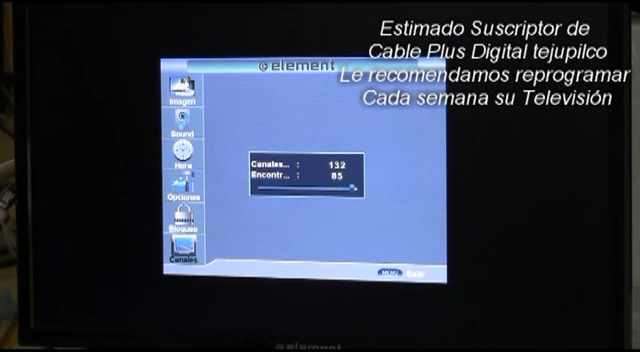 Estimado Suscriptor de
Cable Plus Digital tejupilco
Le recomendamos reprogramar
Cada semana su Televisión
element
Imagen
Sound
Hora
Opciones
Bloqueo
Canales
Canales... : 132
Encontr... : 85
MENU Salir
element